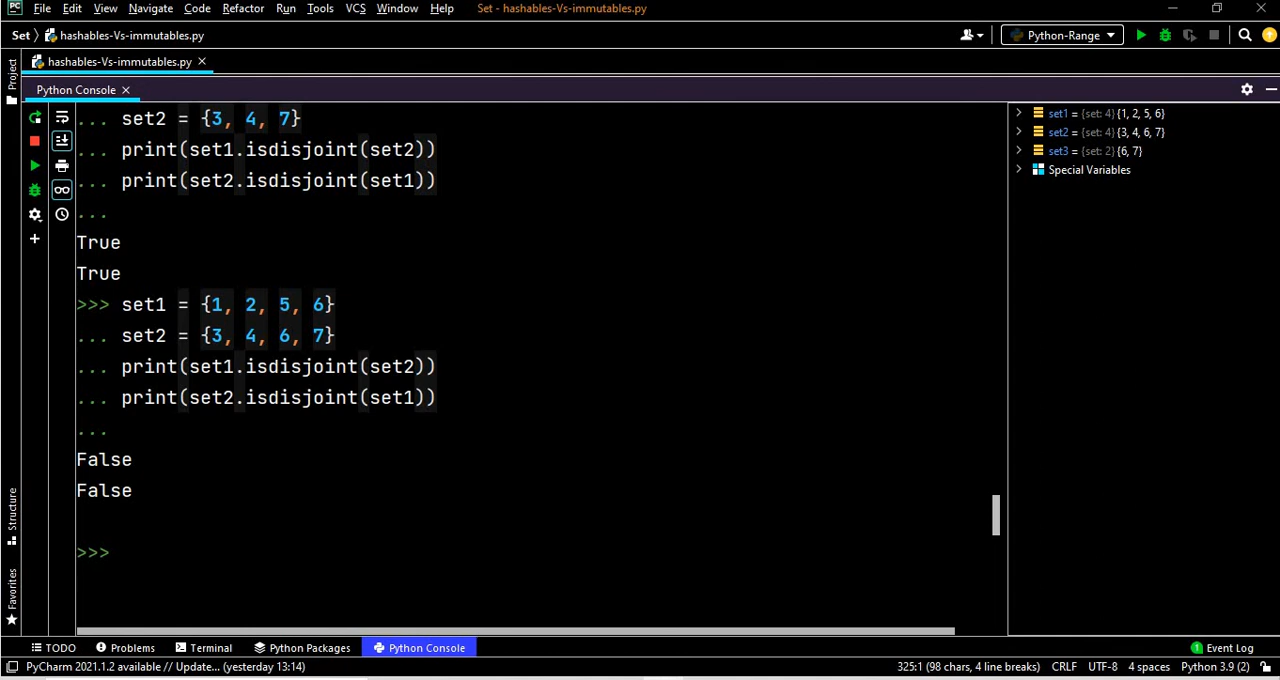 PC File Edit View Navigate Code Refactor Run Tools VCS Window Help Set - hashables-Vs-immutables.py
Set hashables-Vs-immutables.py Python-Range
hashables-Vs-immutables.py
Project
Python Console
... set2 = {3, 4, 7}
... print(set1.isdisjoint(set2))
... print(set2.isdisjoint(set1))
...
True
True
>>> set1 = {1, 2, 5, 6}
... set2 = {3, 4, 6, 7}
... print(set1.isdisjoint(set2))
... print(set2.isdisjoint(set1))
...
False
False
>>>
set1 = {set: 4} {1, 2, 5, 6}
set2 = {set: 4} {3, 4, 6, 7}
set3 = {set: 2} {6, 7}
Special Variables
Structure
Favorites
TODO Problems Terminal Python Packages Python Console 1 Event Log
PyCharm 2021.1.2 available // Update... (yesterday 13:14) 325:1 (98 chars, 4 line breaks) CRLF UTF-8 4 spaces Python 3.9 (2)